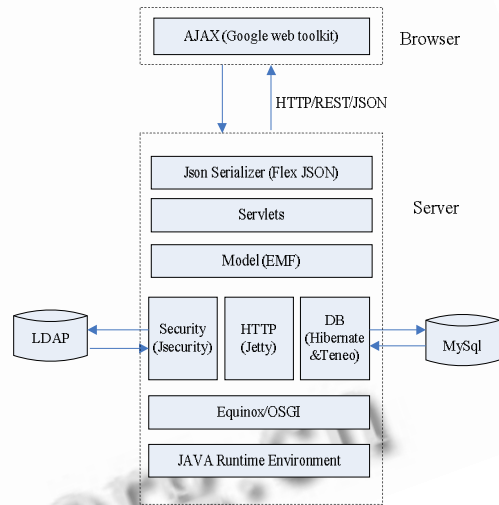 AJAX (Google web toolkit)
Browser
HTTP/REST/JSON
Json Serializer (Flex JSON)
Servlets
Server
Model (EMF)
Security
(Jsecurity)
HTTP
(Jetty)
DB
(Hibernate
&Teneo)
LDAP
MySql
Equinox/OSGI
JAVA Runtime Environment